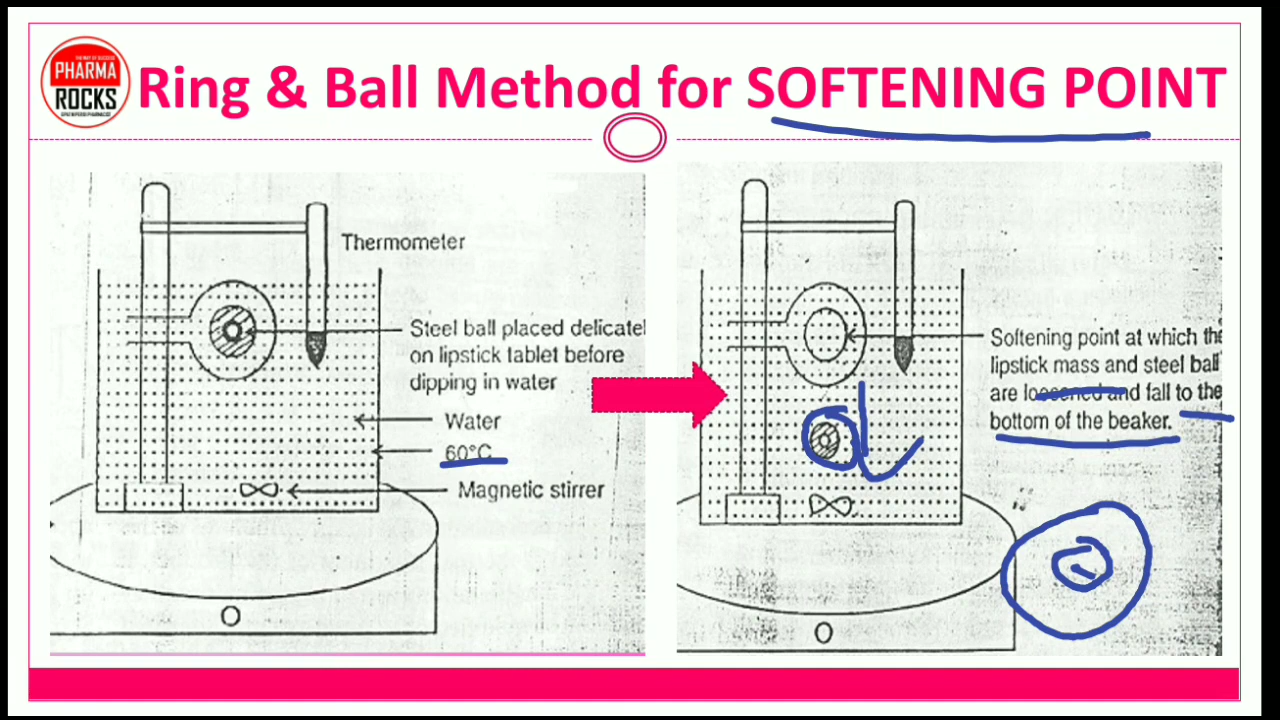 PHARMA
ROCKS
Ring & Ball Method for SOFTENING POINT
Thermometer
Steel ball placed delicatel
on lipstick tablet before
dipping in water
Water
60°C
Magnetic stirrer
Softening point at which the
lipstick mass and steel ball
are loosened and fall to the
bottom of the beaker.